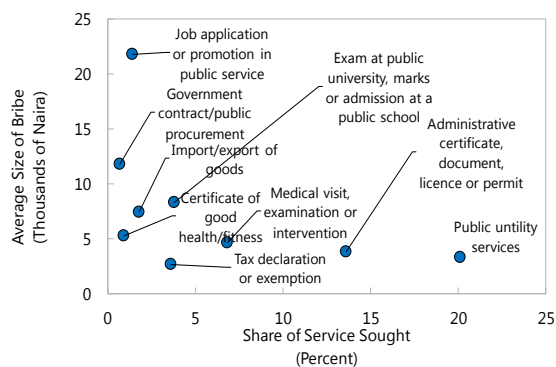 Average Size of Bribe
(Thousands of Naira)
25
20
15
10
5
0
Job application
or promotion in
public service
Government
contract/public
procurement
Import/export of
goods
Certificate of
good
health/fitness
Exam at public
university, marks
or admission at a
public school
Medical visit,
examination or
intervention
Tax declaration
or exemption
Administrative
certificate,
document,
licence or permit
Public untility
services
0 5 10 15 20 25
Share of Service Sought
(Percent)